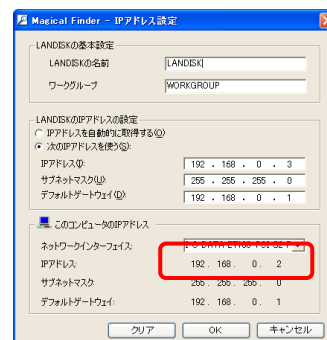 Magical Finder - IPアドレス設定
LANDISKの基本設定
LANDISKの名前 LANDISK
ワークグループ WORKGROUP
LANDISKのIPアドレスの設定
IPアドレスを自動的に取得する(O)
次のIPアドレスを使う(S):
IPアドレス(I): 192 . 168 . 0 . 3
サブネットマスク(U): 255 . 255 . 255 . 0
デフォルトゲートウェイ(D): 192 . 168 . 0 . 1
このコンピュータのIPアドレス
ネットワークインターフェイス:
IPアドレス: 192 . 168 . 0 . 2
サブネットマスク: 255 . 255 . 255 . 0
デフォルトゲートウェイ: 192 . 168 . 0 . 1
クリア OK キャンセル